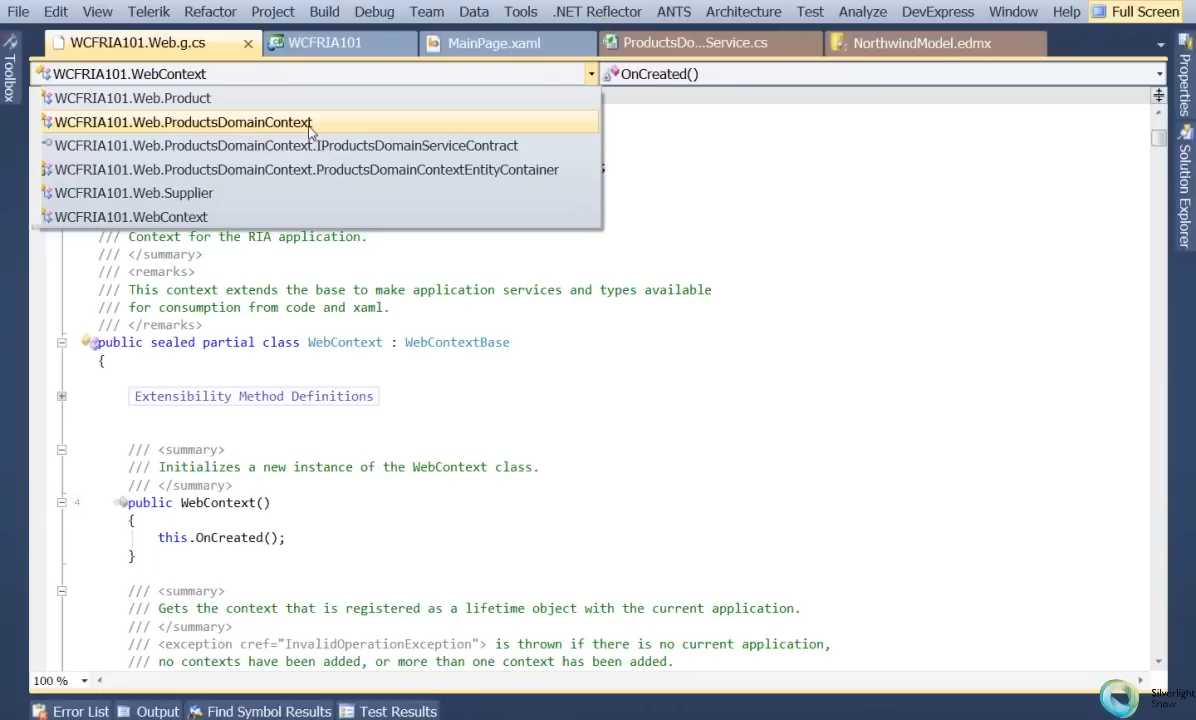 File Edit View Telerik Refactor Project Build Debug Team Data Tools .NET Reflector ANTS Architecture Test Analyze DevExpress Window Help Full Screen
WCFRIA101.Web.g.cs WCFRIA101 MainPage.xaml ProductsDo...Service.cs NorthwindModel.edmx
Toolbox
Properties
Solution Explorer
WCFRIA101.WebContext OnCreated()
WCFRIA101.Web.Product
WCFRIA101.Web.ProductsDomainContext
WCFRIA101.Web.ProductsDomainContext.IProductsDomainServiceContract
WCFRIA101.Web.ProductsDomainContext.ProductsDomainContextEntityContainer
WCFRIA101.Web.Supplier
WCFRIA101.WebContext
/// Context for the RIA application.
/// </summary>
/// <remarks>
/// This context extends the base to make application services and types available
/// for consumption from code and xaml.
/// </remarks>
public sealed partial class WebContext : WebContextBase
{
Extensibility Method Definitions
/// <summary>
/// Initializes a new instance of the WebContext class.
/// </summary>
4 public WebContext()
{
this.OnCreated();
}
/// <summary>
/// Gets the context that is registered as a lifetime object with the current application.
/// </summary>
/// <exception cref="InvalidOperationException"> is thrown if there is no current application,
/// no contexts have been added, or more than one context has been added.
100 %
Error List Output Find Symbol Results Test Results
Silverlight
Show